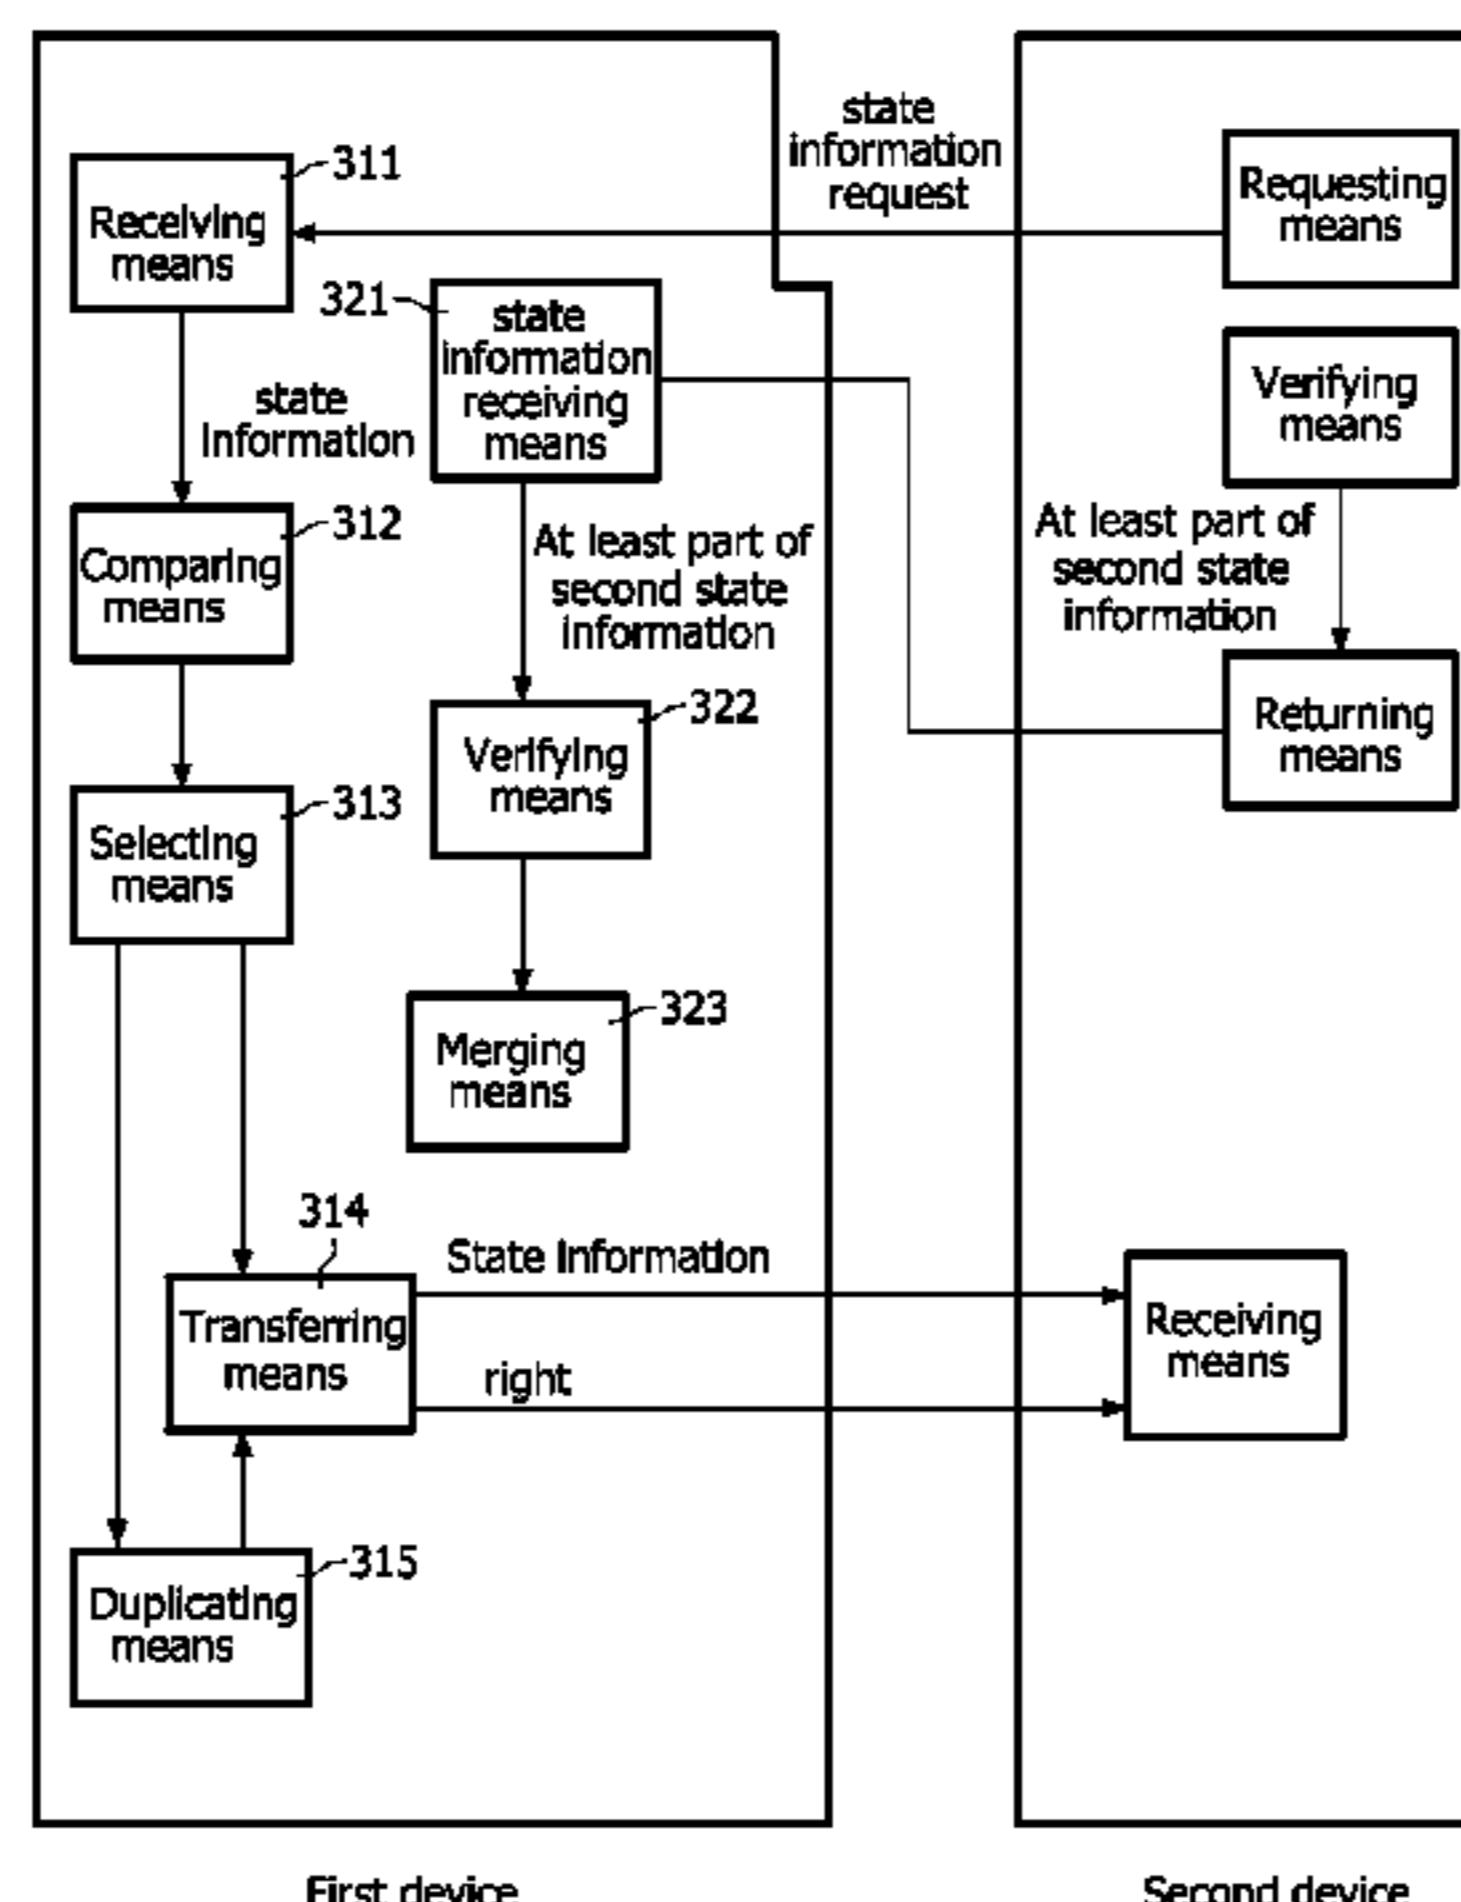 state
information
request
311
Receiving
means
Requesting
means
321
state
information
receiving
means
Verifying
means
state
Information
312
Comparing
means
At least part of
second state
information
At least part of
second state
information
322
Verifying
means
Returning
means
313
Selecting
means
323
Merging
means
314
State Information
Transferring
means
right
Receiving
means
315
Duplicating
means
First device
Second device